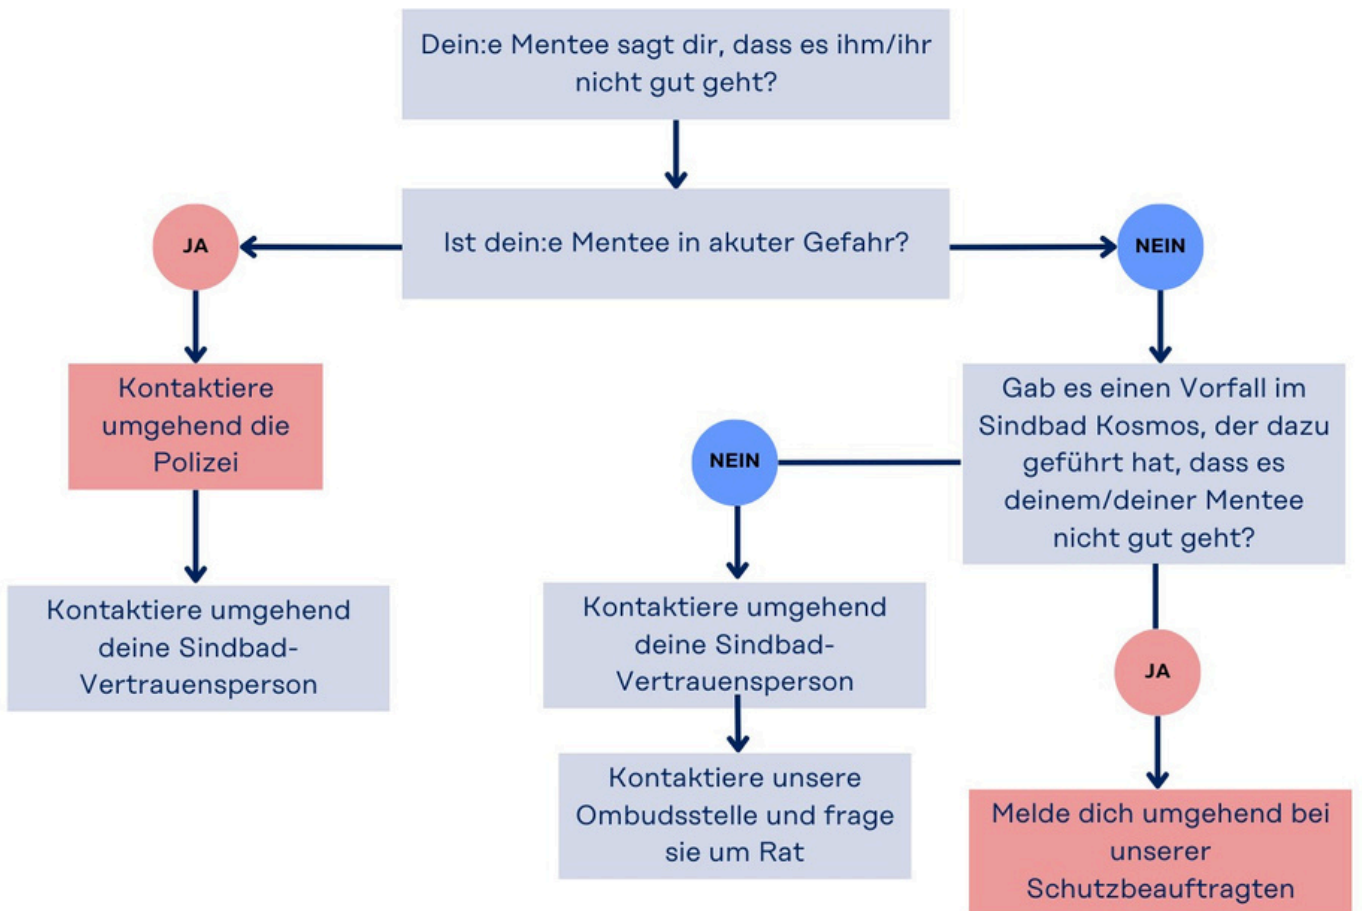 Dein:e Mentee sagt dir, dass es ihm/ihr
nicht gut geht?
Ist dein:e Mentee in akuter Gefahr?
JA
NEIN
Kontaktiere
umgehend die
Polizei
Kontaktiere umgehend
deine Sindbad-
Vertrauensperson
Gab es einen Vorfall im
Sindbad Kosmos, der dazu
geführt hat, dass es
deinem/deiner Mentee
nicht gut geht?
NEIN
Kontaktiere umgehend
deine Sindbad-
Vertrauensperson
Kontaktiere unsere
Ombudsstelle und frage
sie um Rat
JA
Melde dich umgehend bei
unserer
Schutzbeauftragten